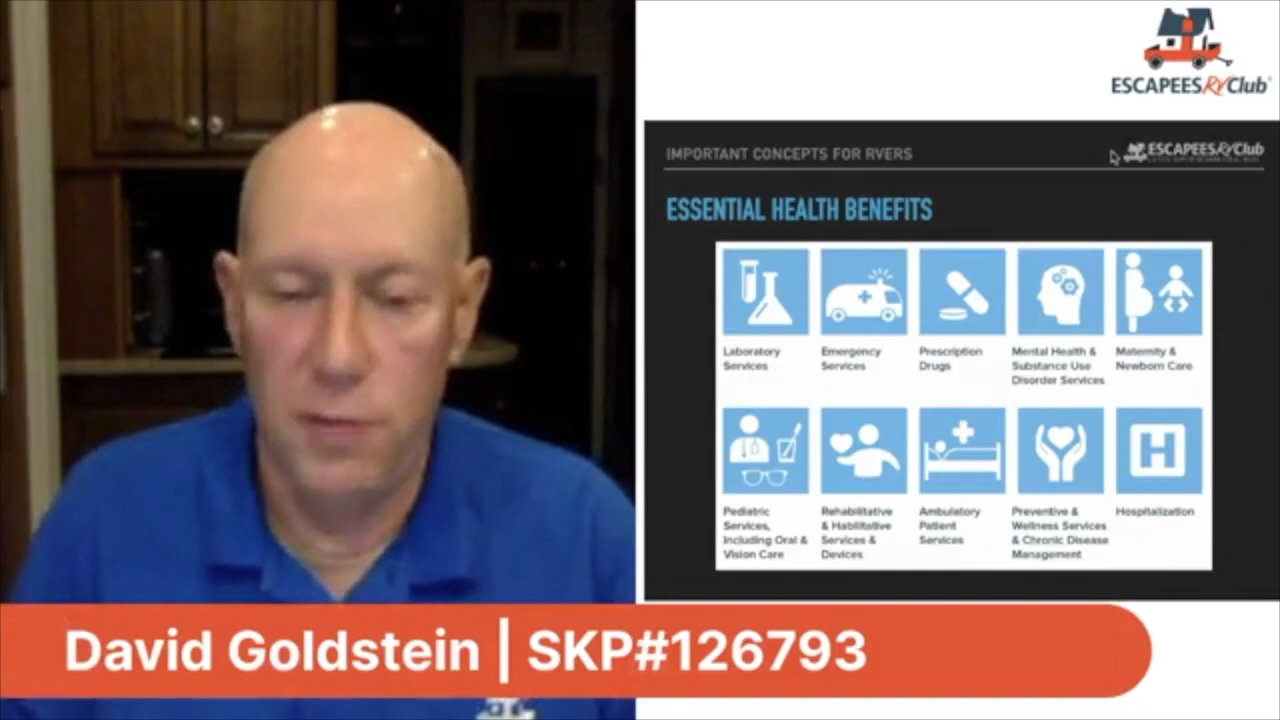 ESCAPEES RV Club
IMPORTANT CONCEPTS FOR RVERS
ESCAPEES RV Club
ESSENTIAL HEALTH BENEFITS
Laboratory
Services
Emergency
Services
Prescription
Drugs
Mental Health &
Substance Use
Disorder Services
Maternity &
Newborn Care
Pediatric
Services,
Including Oral &
Vision Care
Rehabilitative
& Habilitative
Services &
Devices
Ambulatory
Patient
Services
Preventive &
Wellness Services
& Chronic Disease
Management
Hospitalization
H
David Goldstein | SKP#126793